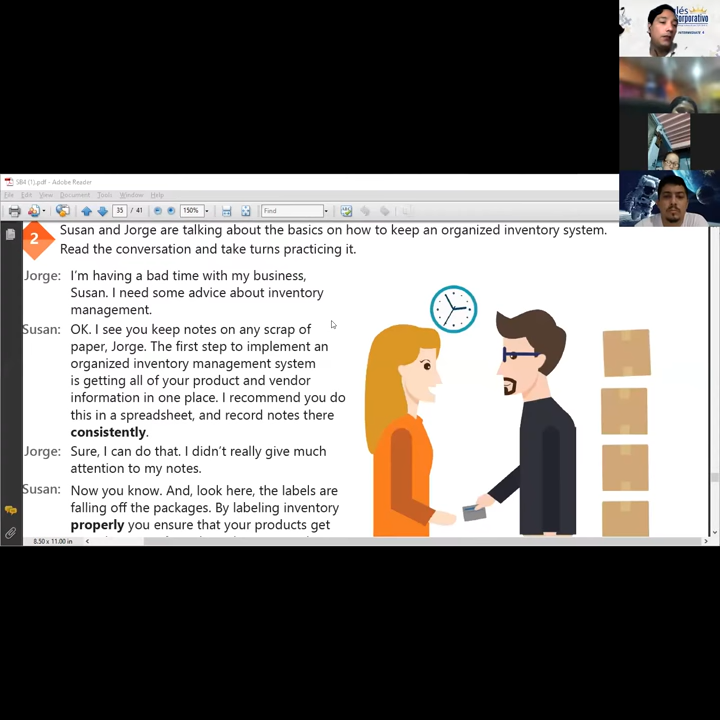 lés
Corporativo
INTERMEDIATE 4
SB4 (1).pdf - Adobe Reader
File Edit View Document Tools Window Help
35 / 41 150% Find
2
Susan and Jorge are talking about the basics on how to keep an organized inventory system.
Read the conversation and take turns practicing it.
Jorge: I'm having a bad time with my business,
Susan. I need some advice about inventory
management.
Susan: OK. I see you keep notes on any scrap of
paper, Jorge. The first step to implement an
organized inventory management system
is getting all of your product and vendor
information in one place. I recommend you do
this in a spreadsheet, and record notes there
consistently.
Jorge: Sure, I can do that. I didn't really give much
attention to my notes.
Susan: Now you know. And, look here, the labels are
falling off the packages. By labeling inventory
properly you ensure that your products get
8.50 x 11.00 in